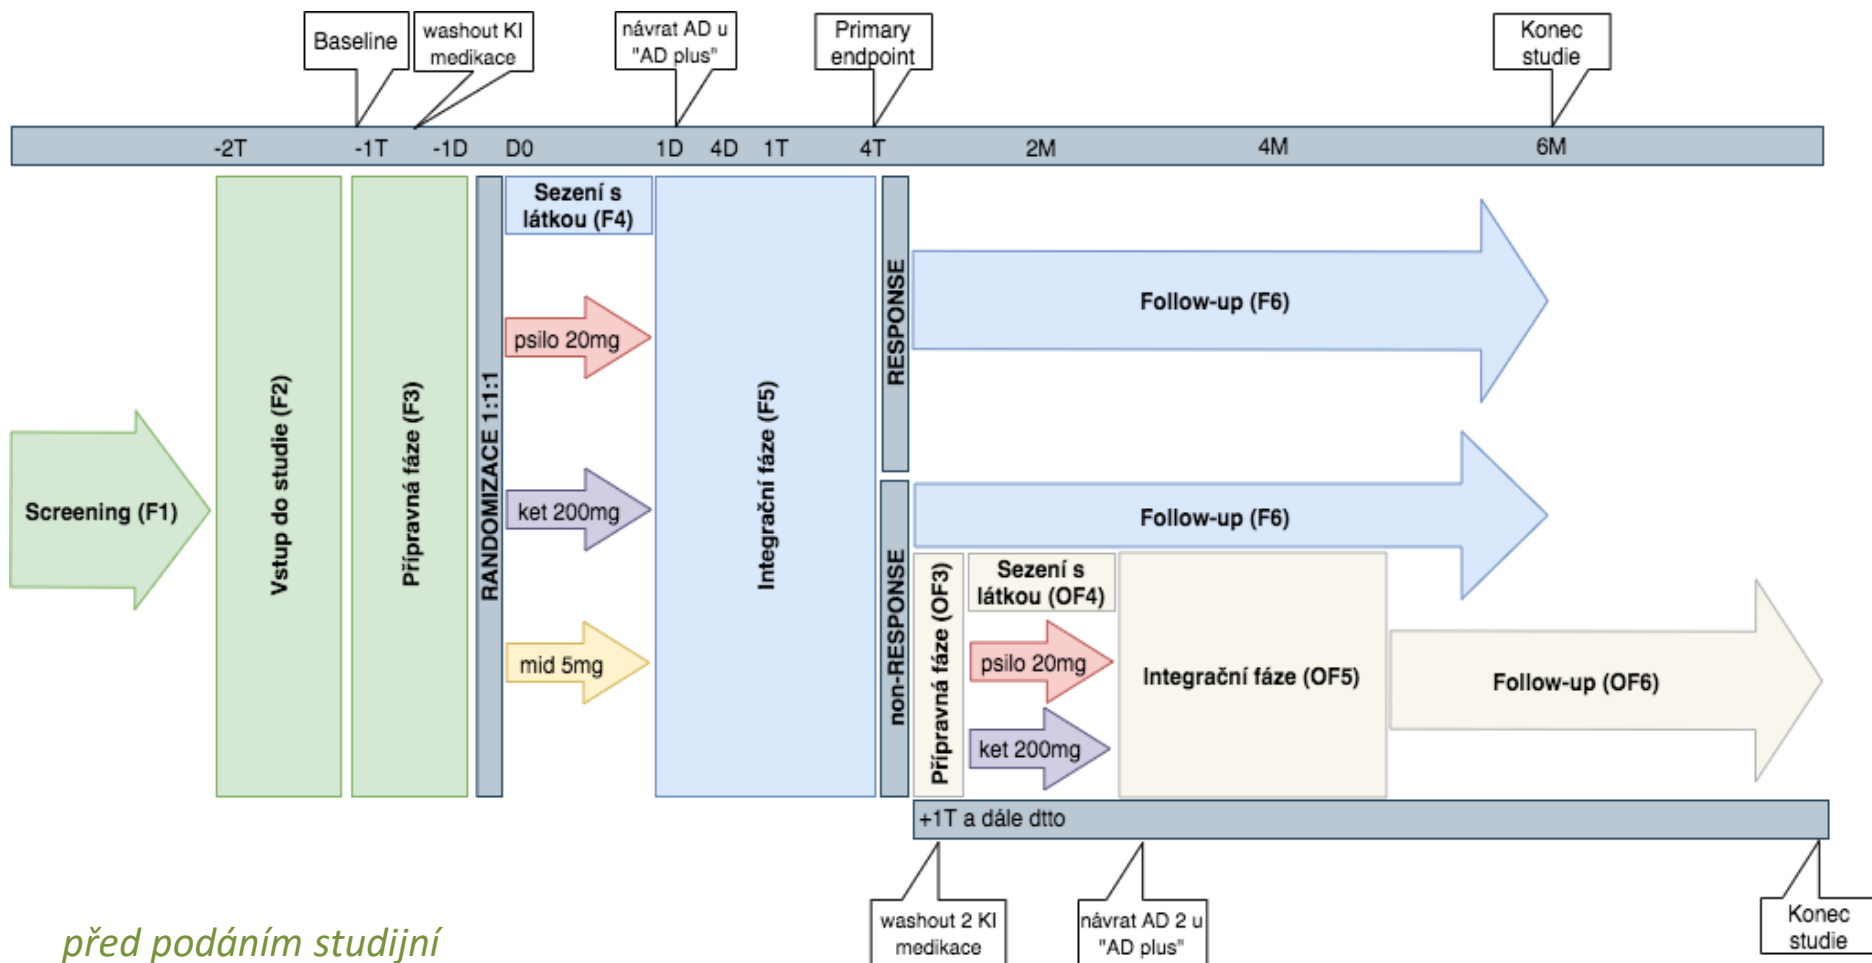 Baseline
washout KI
medikace
návrat AD u
"AD plus"
Primary
endpoint
Konec
studie
-2T
-1T
-1D
D0
1D
4D
1T
4T
2M
4M
6M
Screening (F1)
Vstup do studie (F2)
Přípravná fáze (F3)
RANDOMIZACE 1:1:1
Sezení s
látkou (F4)
psilo 20mg
ket 200mg
mid 5mg
Integrační fáze (F5)
RESPONSE
Follow-up (F6)
non-RESPONSE
Follow-up (F6)
Přípravná fáze (OF3)
Sezení s
látkou (OF4)
psilo 20mg
ket 200mg
Integrační fáze (OF5)
Follow-up (OF6)
+1T a dále dtto
washout 2 KI
medikace
návrat AD 2 u
"AD plus"
Konec
studie
před podáním studijní